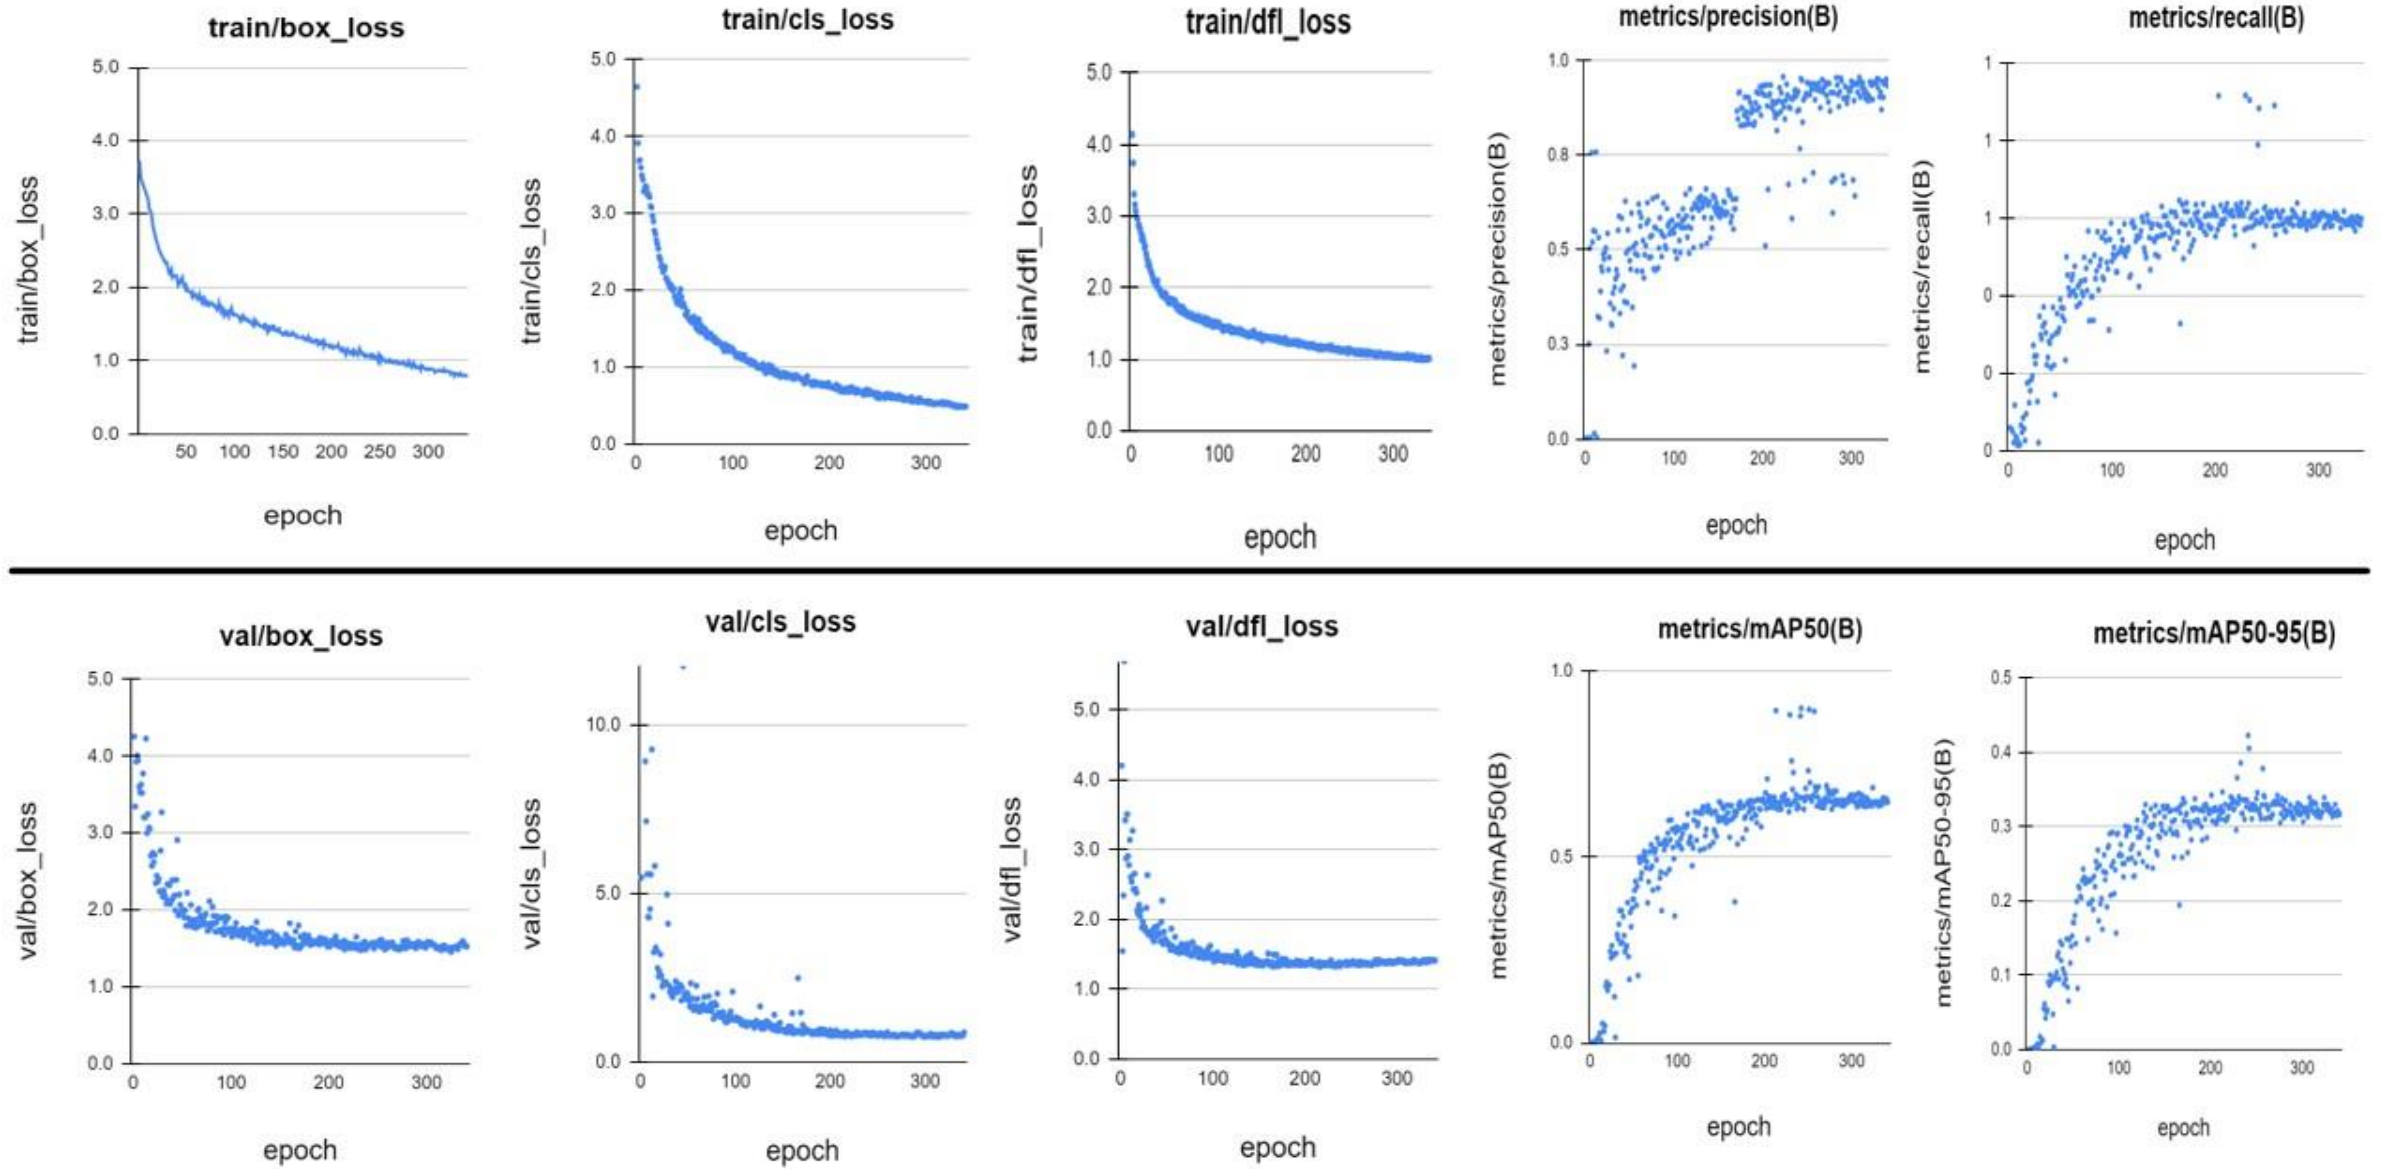 train/box_loss
train/box_loss
5.0
4.0
3.0
2.0
1.0
0.0
50 100 150 200 250 300
epoch
train/cls_loss
train/cls_loss
5.0
4.0
3.0
2.0
1.0
0.0
0 100 200 300
epoch
train/dfl_loss
train/dfl_loss
5.0
4.0
3.0
2.0
1.0
0.0
0 100 200 300
epoch
metrics/precision(B)
metrics/precision(B)
1.0
0.8
0.5
0.3
0.0
0 100 200 300
epoch
metrics/recall(B)
metrics/recall(B)
1
1
1
0
0
0
0 100 200 300
epoch
val/box_loss
val/box_loss
5.0
4.0
3.0
2.0
1.0
0.0
0 100 200 300
epoch
val/cls_loss
val/cls_loss
10.0
5.0
0.0
0 100 200 300
epoch
val/dfl_loss
val/dfl_loss
5.0
4.0
3.0
2.0
1.0
0.0
0 100 200 300
epoch
metrics/mAP50(B)
metrics/mAP50(B)
1.0
0.5
0.0
0 100 200 300
epoch
metrics/mAP50-95(B)
metrics/mAP50-95(B)
0.5
0.4
0.3
0.2
0.1
0.0
0 100 200 300
epoch